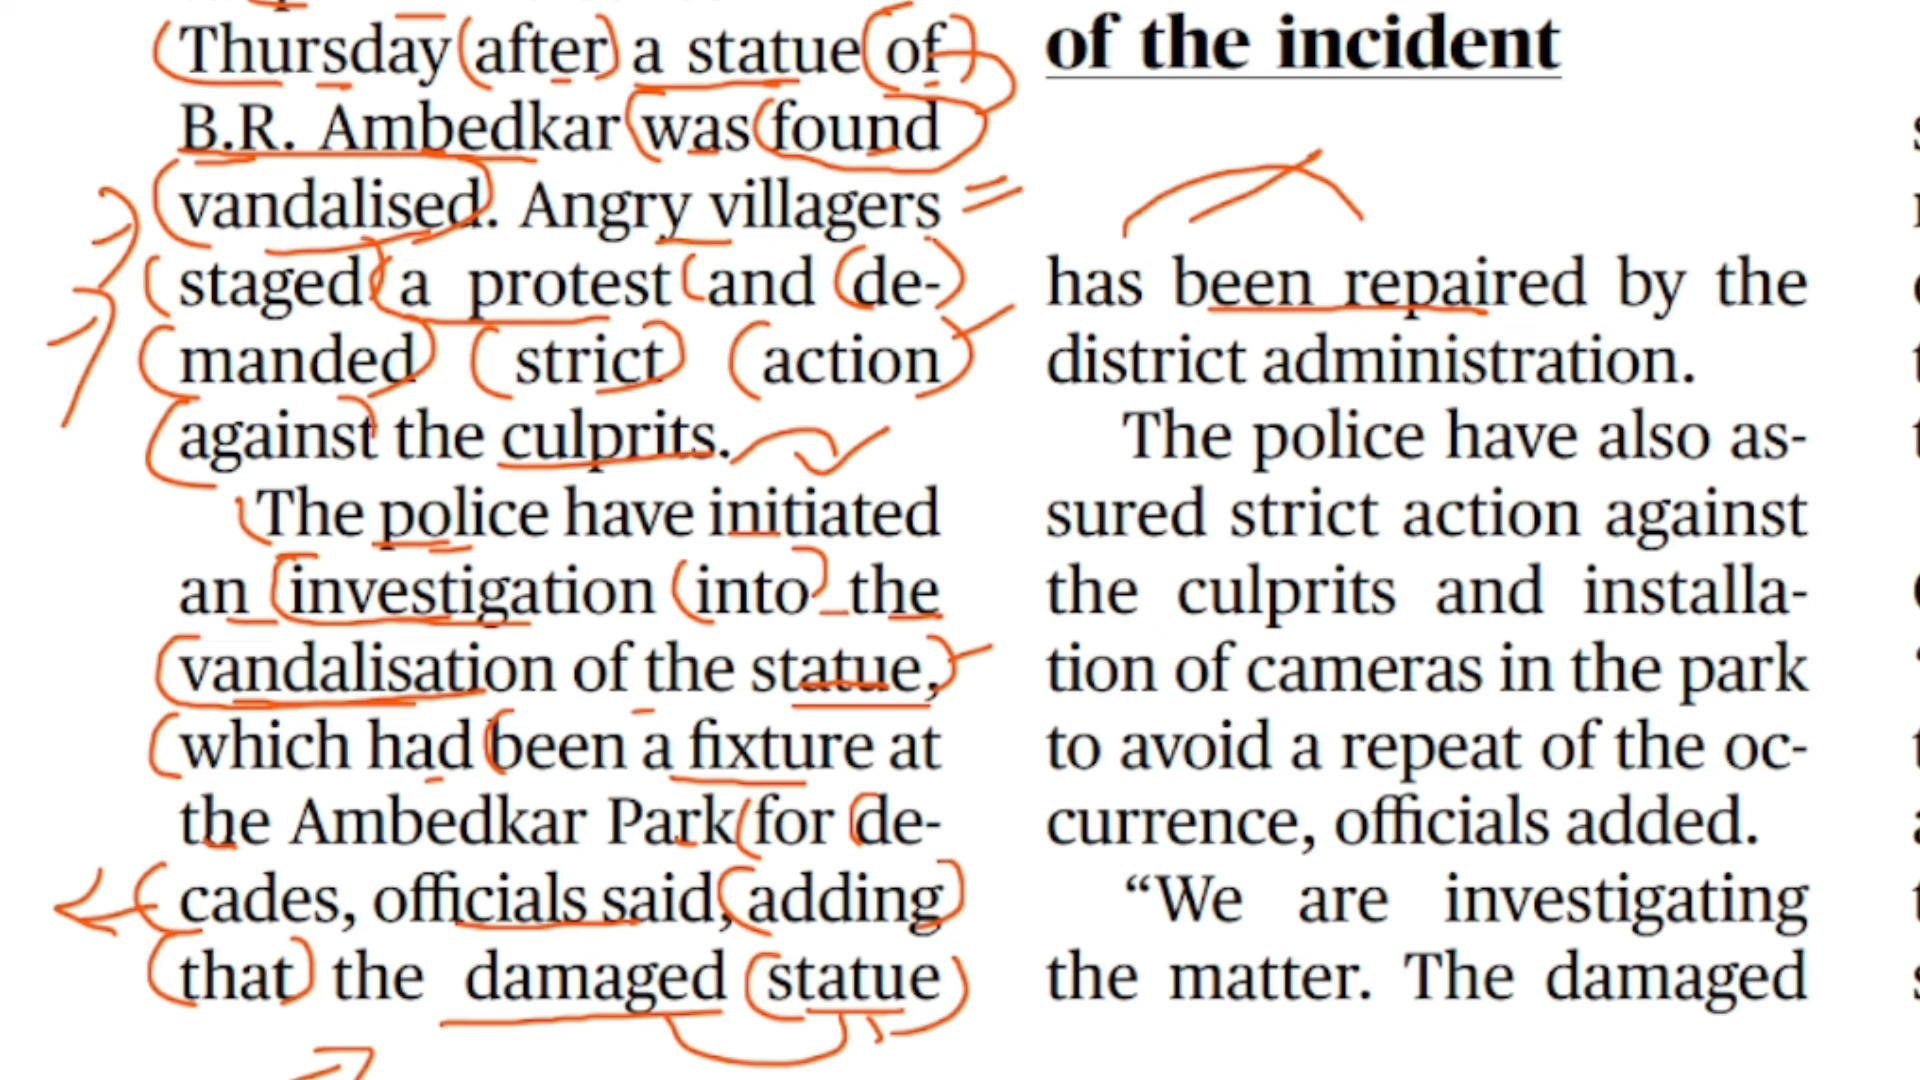 Thursday after a statue of
B.R. Ambedkar was found
vandalised. Angry villagers
staged a protest and de-
manded strict action
against the culprits.
The police have initiated
an investigation into the
vandalisation of the statue,
which had been a fixture at
the Ambedkar Park for de-
cades, officials said, adding
that the damaged statue
of the incident
has been repaired by the
district administration.
The police have also as-
sured strict action against
the culprits and installa-
tion of cameras in the park
to avoid a repeat of the oc-
currence, officials added.
“We are investigating
the matter. The damaged